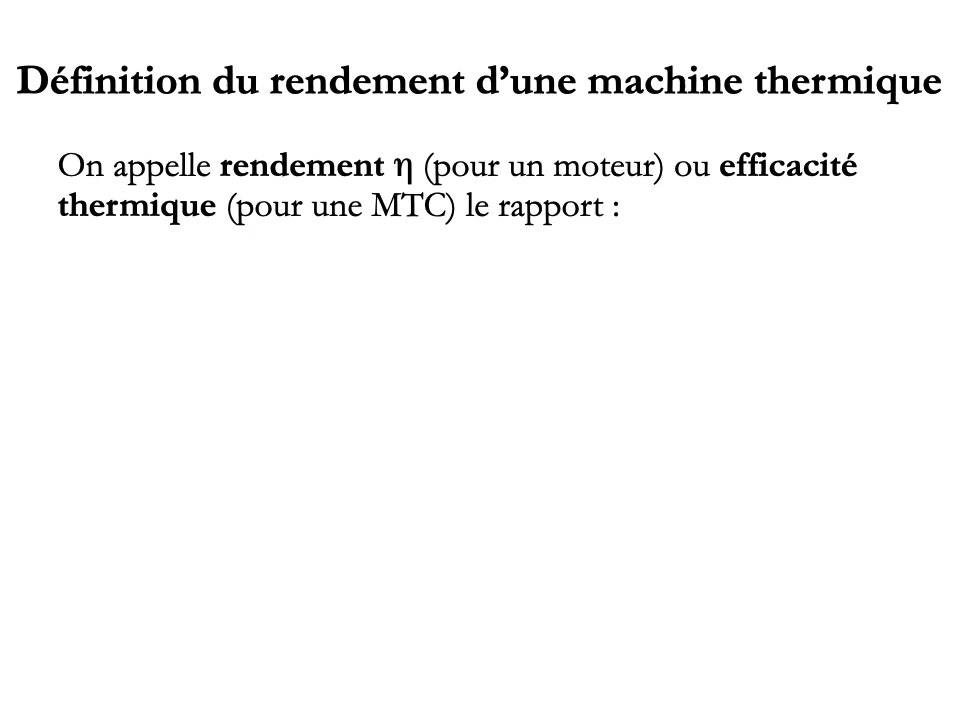 Définition du rendement d’une machine thermique
On appelle rendement η (pour un moteur) ou efficacité
thermique (pour une MTC) le rapport :